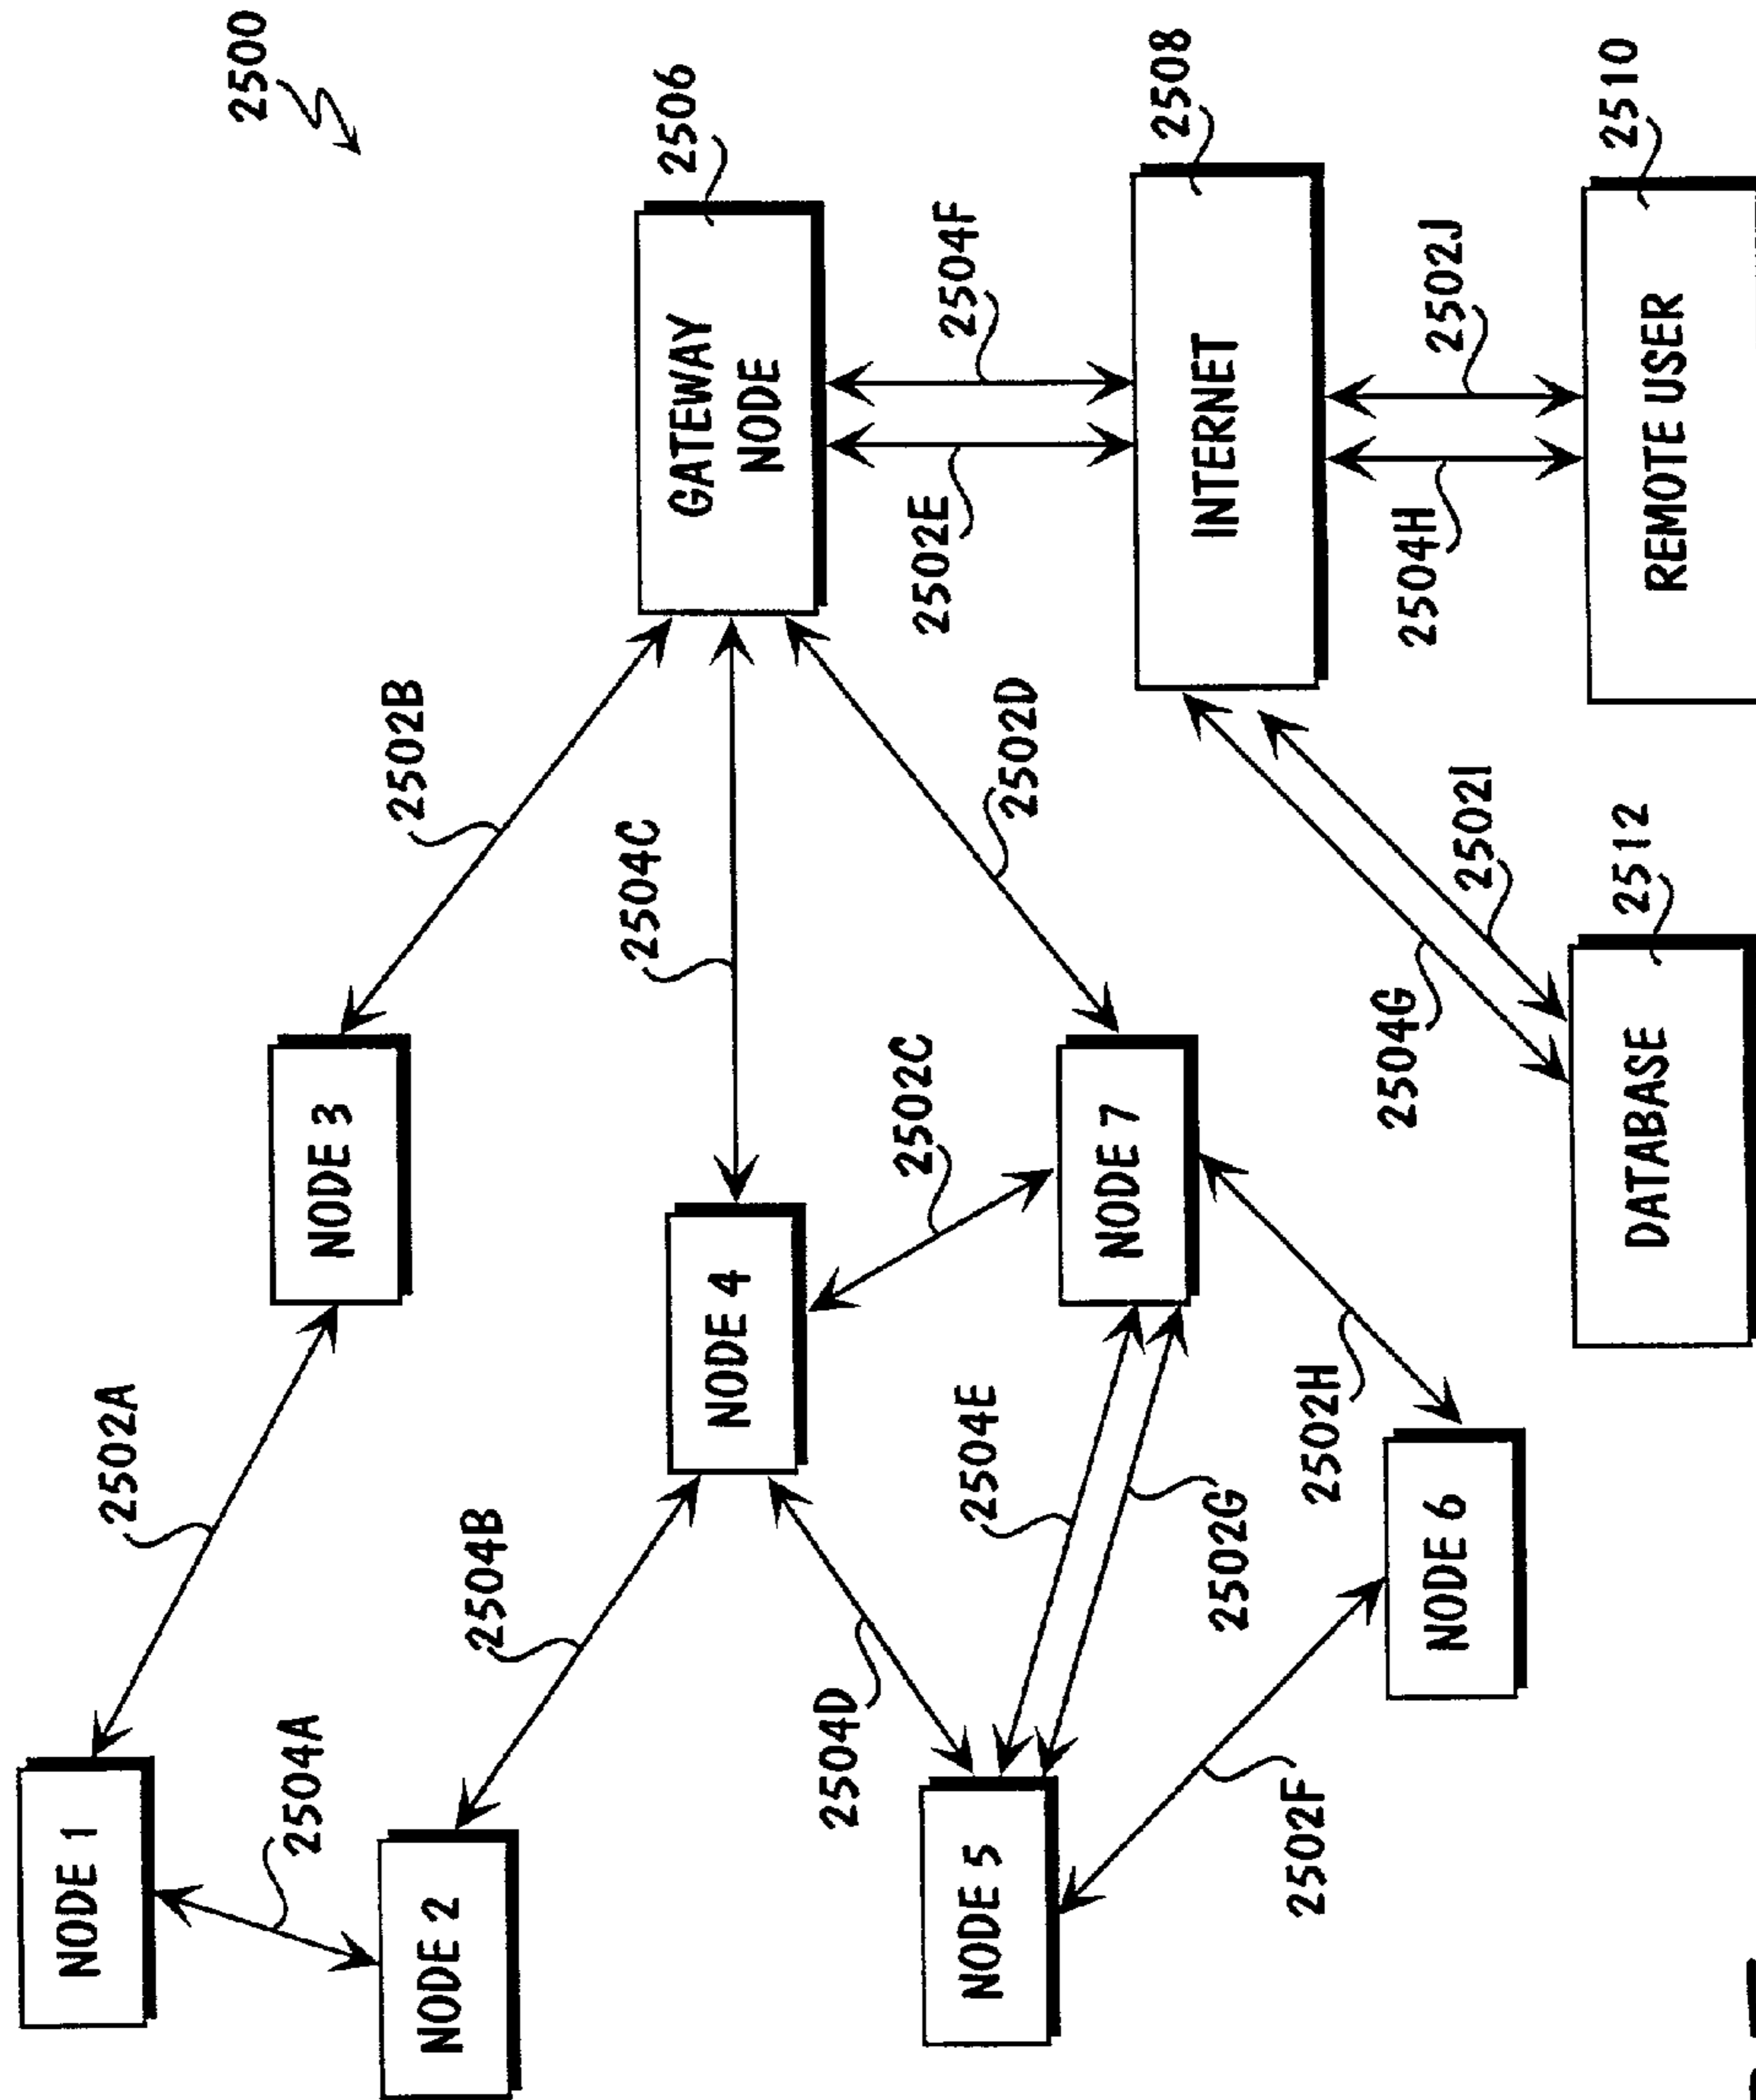 2500
NODE 1
2502A
NODE 3
2502B
GATEWAY
NODE
2506
2504A
NODE 2
2504B
NODE 4
2504C
2504D
2502C
2502D
2502E
2504F
NODE 5
2504E
2502G
NODE 7
INTERNET
2508
2502F
NODE 6
2502H
2504G
2502I
2504H
2502J
DATABASE
2512
REMOTE USER
2510